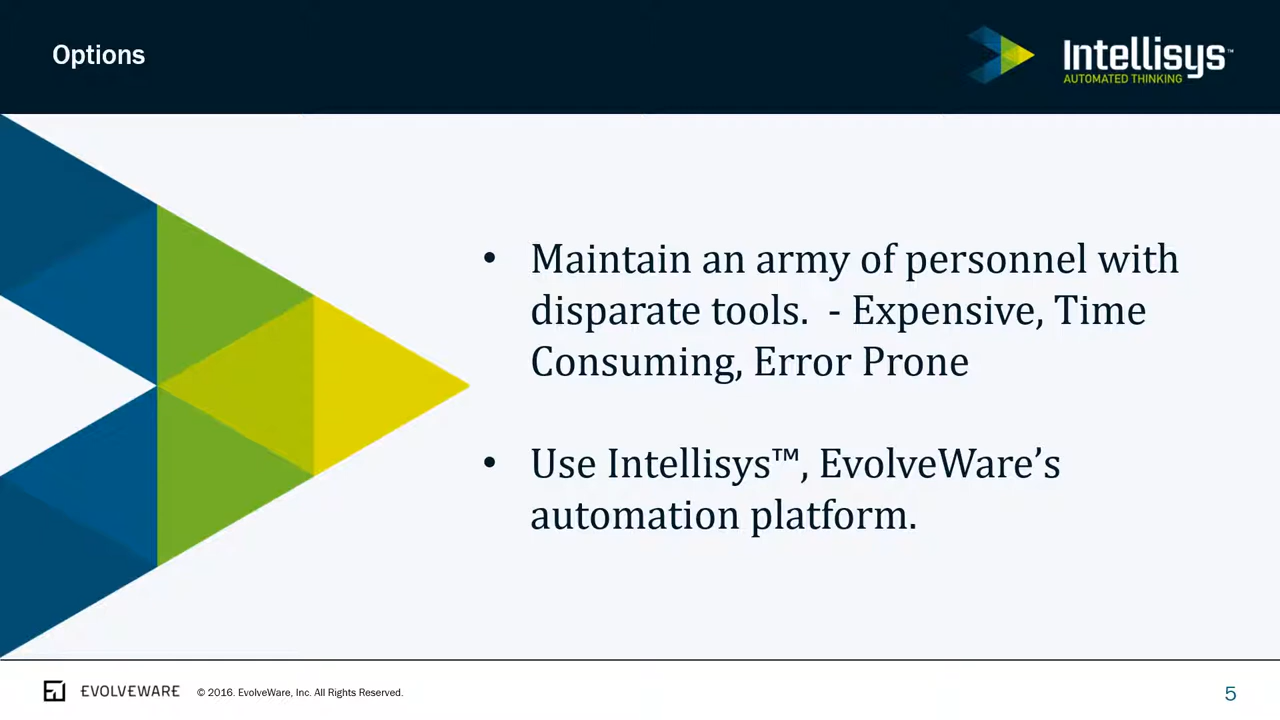 Options
Intellisys™
AUTOMATED THINKING
• Maintain an army of personnel with
disparate tools.  - Expensive, Time
Consuming, Error Prone
• Use Intellisys™, EvolveWare’s
automation platform.
EVOLVEWARE
© 2016. EvolveWare, Inc. All Rights Reserved.
5